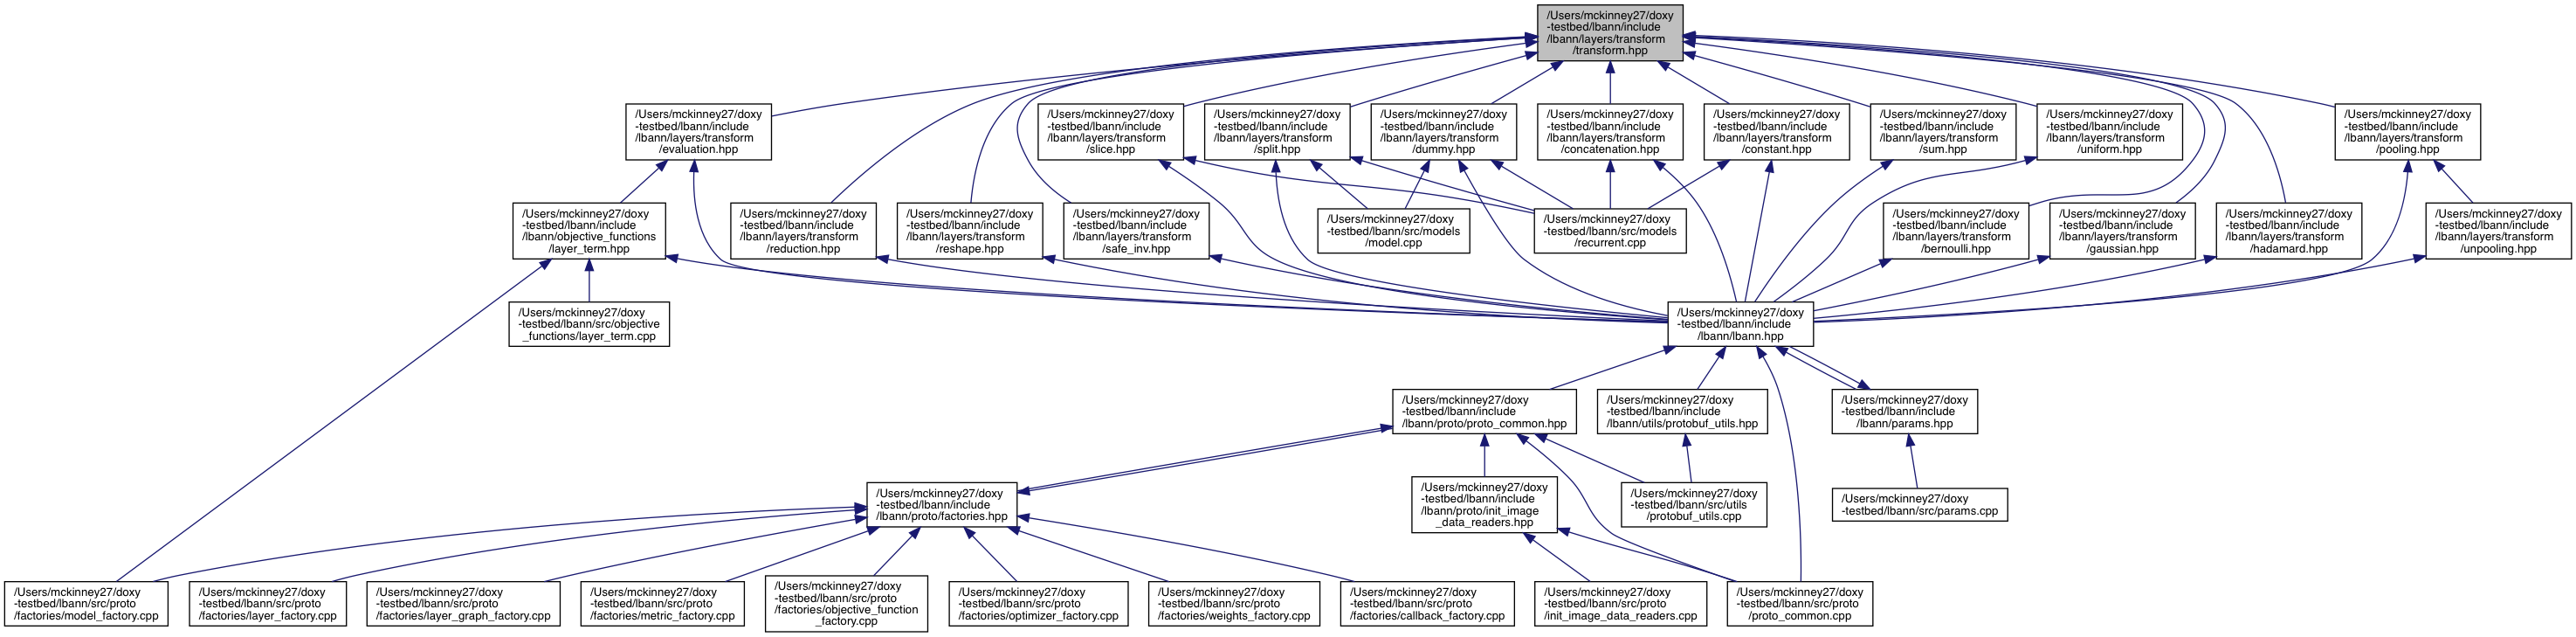 /Users/mckinney27/doxy
-testbed/lbann/include
/lbann/layers/transform
/transform.hpp
/Users/mckinney27/doxy
-testbed/lbann/include
/lbann/layers/transform
/evaluation.hpp
/Users/mckinney27/doxy
-testbed/lbann/include
/lbann/layers/transform
/slice.hpp
/Users/mckinney27/doxy
-testbed/lbann/include
/lbann/layers/transform
/split.hpp
/Users/mckinney27/doxy
-testbed/lbann/include
/lbann/layers/transform
/dummy.hpp
/Users/mckinney27/doxy
-testbed/lbann/include
/lbann/layers/transform
/concatenation.hpp
/Users/mckinney27/doxy
-testbed/lbann/include
/lbann/layers/transform
/constant.hpp
/Users/mckinney27/doxy
-testbed/lbann/include
/lbann/layers/transform
/sum.hpp
/Users/mckinney27/doxy
-testbed/lbann/include
/lbann/layers/transform
/uniform.hpp
/Users/mckinney27/doxy
-testbed/lbann/include
/lbann/layers/transform
/pooling.hpp
/Users/mckinney27/doxy
-testbed/lbann/include
/lbann/objective_functions
/layer_term.hpp
/Users/mckinney27/doxy
-testbed/lbann/include
/lbann/layers/transform
/reduction.hpp
/Users/mckinney27/doxy
-testbed/lbann/include
/lbann/layers/transform
/reshape.hpp
/Users/mckinney27/doxy
-testbed/lbann/include
/lbann/layers/transform
/safe_inv.hpp
/Users/mckinney27/doxy
-testbed/lbann/src/models
/model.cpp
/Users/mckinney27/doxy
-testbed/lbann/src/models
/recurrent.cpp
/Users/mckinney27/doxy
-testbed/lbann/include
/lbann/layers/transform
/bernoulli.hpp
/Users/mckinney27/doxy
-testbed/lbann/include
/lbann/layers/transform
/gaussian.hpp
/Users/mckinney27/doxy
-testbed/lbann/include
/lbann/layers/transform
/hadamard.hpp
/Users/mckinney27/doxy
-testbed/lbann/include
/lbann/layers/transform
/unpooling.hpp
/Users/mckinney27/doxy
-testbed/lbann/src/objective
_functions/layer_term.cpp
/Users/mckinney27/doxy
-testbed/lbann/include
/lbann/lbann.hpp
/Users/mckinney27/doxy
-testbed/lbann/include
/lbann/proto/proto_common.hpp
/Users/mckinney27/doxy
-testbed/lbann/include
/lbann/utils/protobuf_utils.hpp
/Users/mckinney27/doxy
-testbed/lbann/include
/lbann/params.hpp
/Users/mckinney27/doxy
-testbed/lbann/include
/lbann/proto/factories.hpp
/Users/mckinney27/doxy
-testbed/lbann/include
/lbann/proto/init_image
_data_readers.hpp
/Users/mckinney27/doxy
-testbed/lbann/src/utils
/protobuf_utils.cpp
/Users/mckinney27/doxy
-testbed/lbann/src/params.cpp
/Users/mckinney27/doxy
-testbed/lbann/src/proto
/factories/model_factory.cpp
/Users/mckinney27/doxy
-testbed/lbann/src/proto
/factories/layer_factory.cpp
/Users/mckinney27/doxy
-testbed/lbann/src/proto
/factories/layer_graph_factory.cpp
/Users/mckinney27/doxy
-testbed/lbann/src/proto
/factories/metric_factory.cpp
/Users/mckinney27/doxy
-testbed/lbann/src/proto
/factories/objective_function
_factory.cpp
/Users/mckinney27/doxy
-testbed/lbann/src/proto
/factories/optimizer_factory.cpp
/Users/mckinney27/doxy
-testbed/lbann/src/proto
/factories/weights_factory.cpp
/Users/mckinney27/doxy
-testbed/lbann/src/proto
/factories/callback_factory.cpp
/Users/mckinney27/doxy
-testbed/lbann/src/proto
/init_image_data_readers.cpp
/Users/mckinney27/doxy
-testbed/lbann/src/proto
/proto_common.cpp